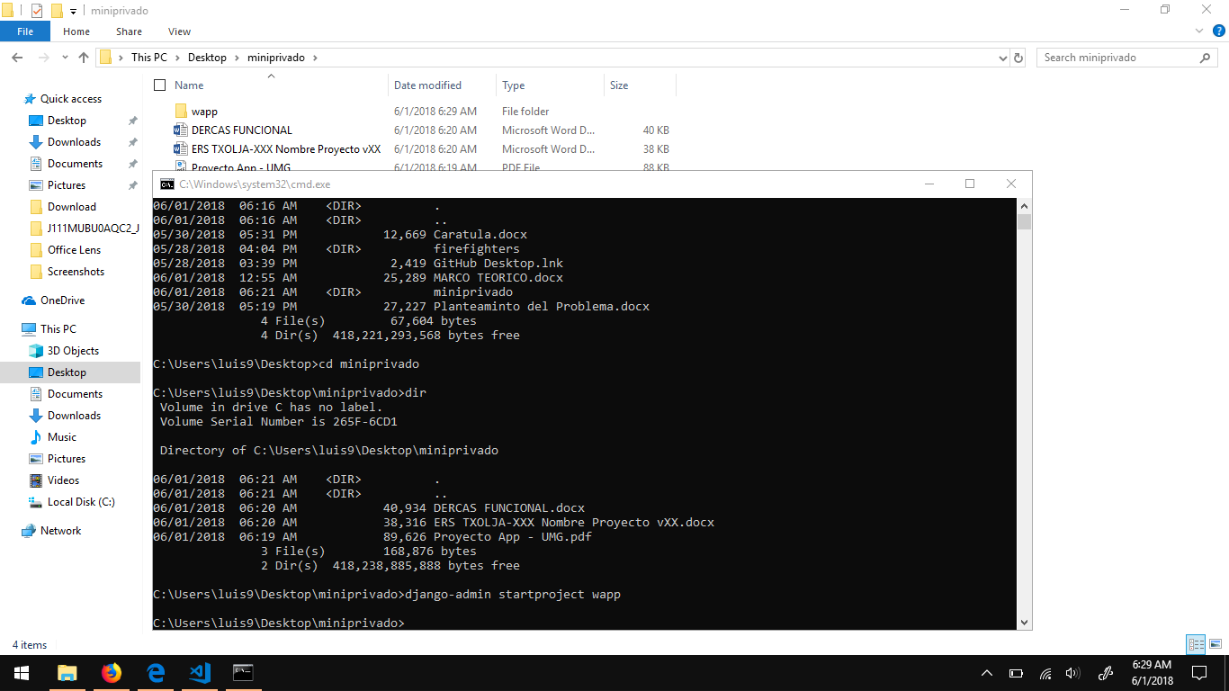 miniprivado
File Home Share View
This PC Desktop miniprivado
Search miniprivado
Name Date modified Type Size
wapp 6/1/2018 6:29 AM File folder
DERCAS FUNCIONAL 6/1/2018 6:20 AM Microsoft Word D... 40 KB
ERS TXOLJA-XXX Nombre Proyecto vXX 6/1/2018 6:20 AM Microsoft Word D... 38 KB
Proyecto App - UMG 6/1/2018 6:19 AM PDF File 88 KB
Quick access
Desktop
Downloads
Documents
Pictures
Download
J111MUBU0AQC2_J
Office Lens
Screenshots
OneDrive
This PC
3D Objects
Desktop
Documents
Downloads
Music
Pictures
Videos
Local Disk (C:)
Network
C:\Windows\system32\cmd.exe
06/01/2018  06:16 AM    <DIR>          .
06/01/2018  06:16 AM    <DIR>          ..
05/30/2018  05:31 PM            12,669 Caratula.docx
05/28/2018  04:04 PM    <DIR>          firefighters
05/28/2018  03:39 PM             2,419 GitHub Desktop.lnk
06/01/2018  12:55 AM            25,289 MARCO TEORICO.docx
06/01/2018  06:21 AM    <DIR>          miniprivado
05/30/2018  05:19 PM            27,227 Planteaminto del Problema.docx
4 File(s)         67,604 bytes
4 Dir(s)  418,221,293,568 bytes free
C:\Users\luis9\Desktop>cd miniprivado
C:\Users\luis9\Desktop\miniprivado>dir
Volume in drive C has no label.
Volume Serial Number is 265F-6CD1
Directory of C:\Users\luis9\Desktop\miniprivado
06/01/2018  06:21 AM    <DIR>          .
06/01/2018  06:21 AM    <DIR>          ..
06/01/2018  06:20 AM            40,934 DERCAS FUNCIONAL.docx
06/01/2018  06:20 AM            38,316 ERS TXOLJA-XXX Nombre Proyecto vXX.docx
06/01/2018  06:19 AM            89,626 Proyecto App - UMG.pdf
3 File(s)        168,876 bytes
2 Dir(s)  418,238,885,888 bytes free
C:\Users\luis9\Desktop\miniprivado>django-admin startproject wapp
C:\Users\luis9\Desktop\miniprivado>
4 items
6:29 AM
6/1/2018